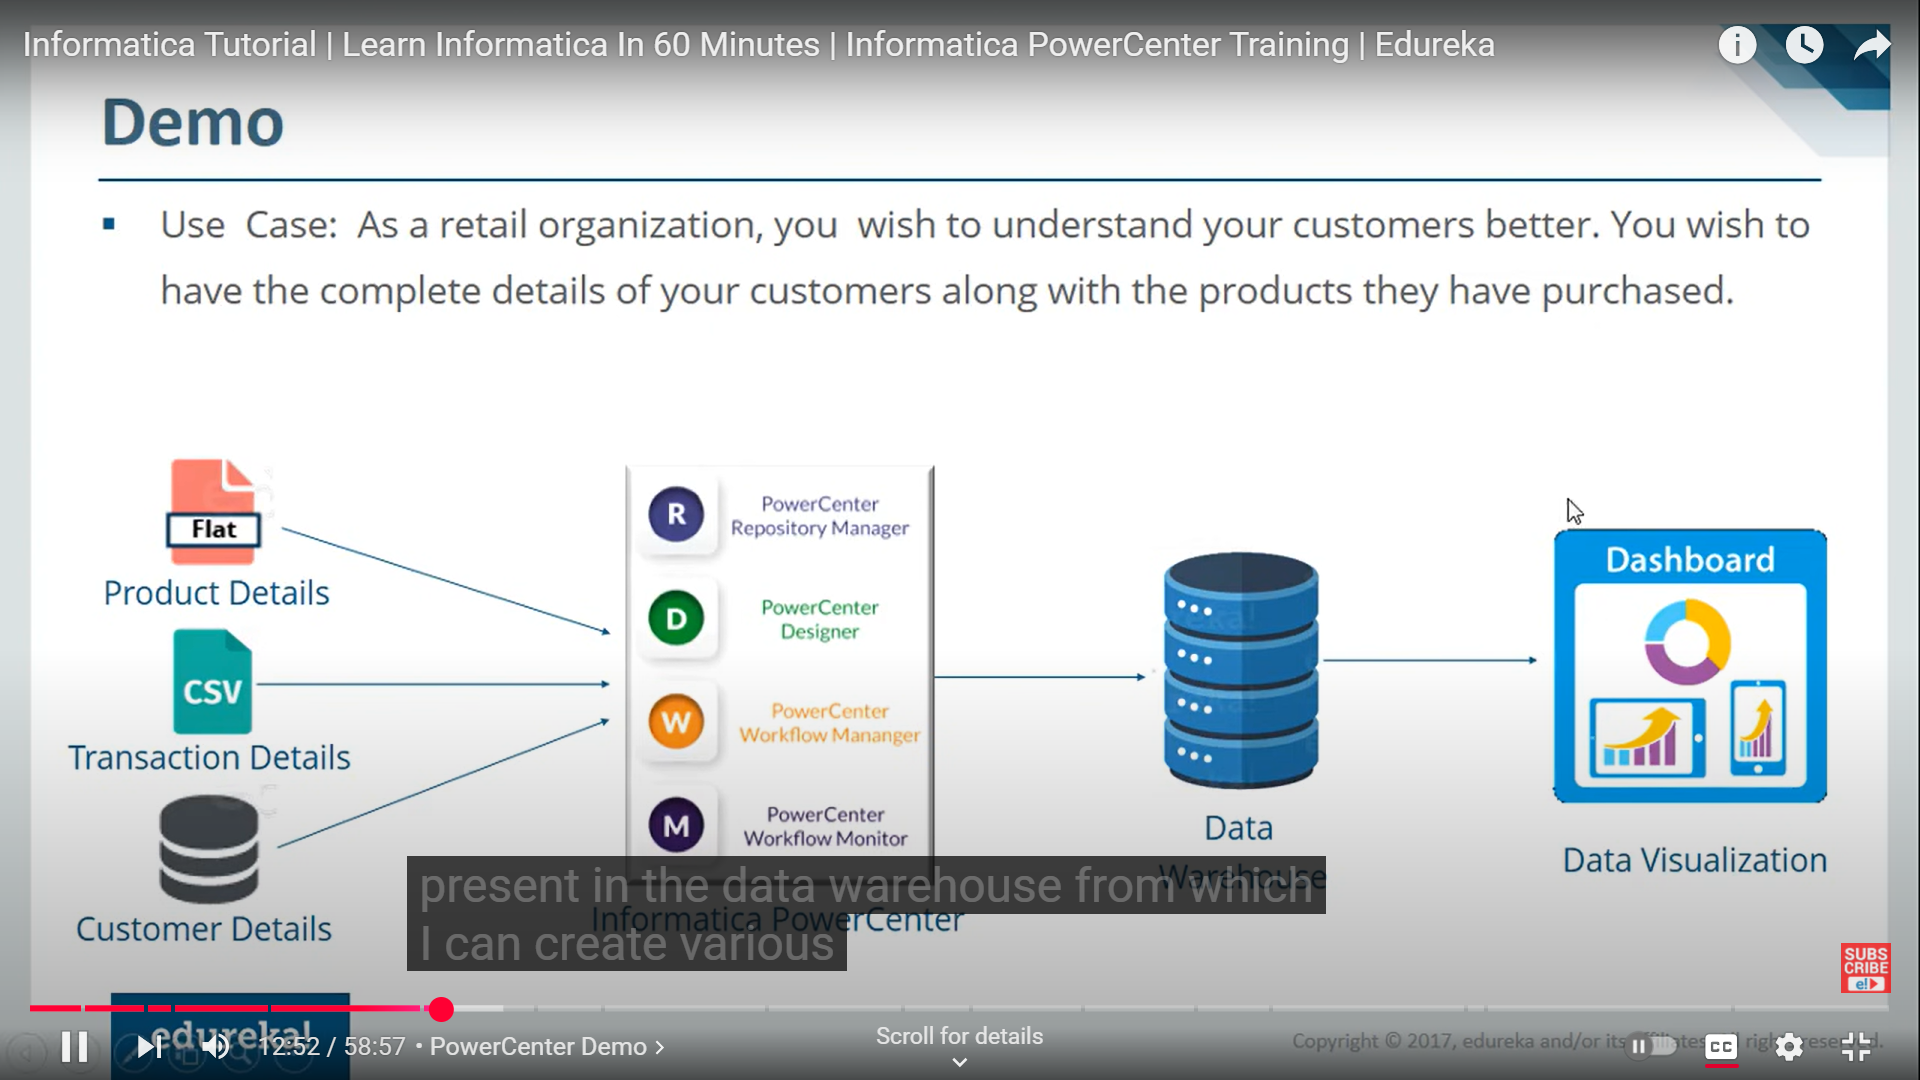 Informatica Tutorial | Learn Informatica In 60 Minutes | Informatica PowerCenter Training | Edureka
Demo
Use Case: As a retail organization, you wish to understand your customers better. You wish to
have the complete details of your customers along with the products they have purchased.
Flat
Product Details
CSV
Transaction Details
Customer Details
R
PowerCenter
Repository Manager
D
PowerCenter
Designer
W
PowerCenter
Workflow Mananger
M
PowerCenter
Workflow Monitor
Informatica PowerCenter
Data
Warehouse
Dashboard
Data Visualization
present in the data warehouse from which
I can create various
SUBS
CRIBE
e!
edureka!
12:52 / 58:57 • PowerCenter Demo
Scroll for details
Copyright © 2017, edureka and/or its
CC